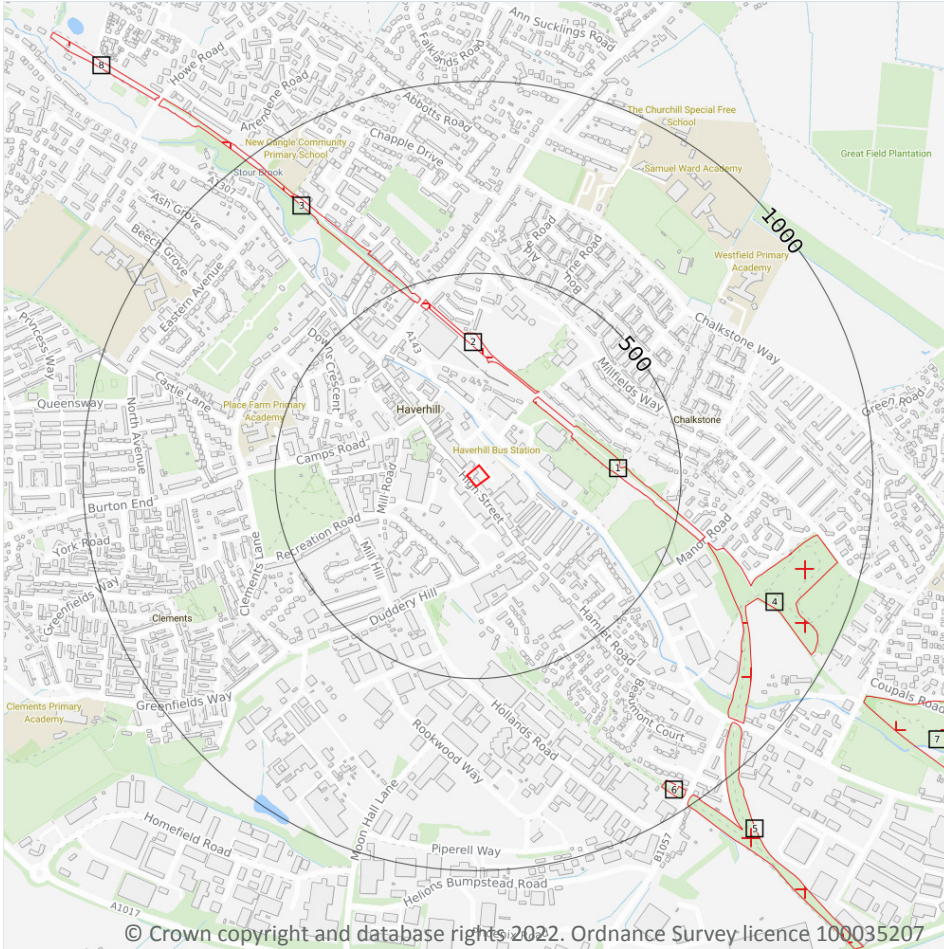 Ann Sucklings Road
Falklands Road
8
Howe Road
Arrendene Road
Abbotts Road
The Churchill Special Free
School
Chapple Drive
New Cangle Community
Primary School
Great Field Plantation
Stour Brook
Samuel Ward Academy
A1307
Ash Grove
3
1000
Beech Grove
Ald Road
Bourne Road
Westfield Primary
Academy
Eastern Avenue
Princess Way
Chalkstone Way
Downs Crescent
A143
2
500
Castle Lane
Millfields Way
Queensway
North Avenue
Place Farm Primary
Academy
Haverhill
Green Road
Chalkstone
Camps Road
Haverhill Bus Station
1
Burton End
Mill Road
High Street
York Road
Recreation Road
Manor Road
Clements Lane
Mill Hill
Greenfields Way
4
Clements
Duddery Hill
Hamlet Road
Greenfields Way
Clements Primary
Academy
Coupals Road
Beaumont Court
Hollands Road
7
Rookwood Way
6
Moon Hall Lane
Homefield Road
5
Piperell Way
B1057
Helions Bumpstead Road
A1017
Phoenix Road
© Crown copyright and database rights 2022. Ordnance Survey licence 100035207